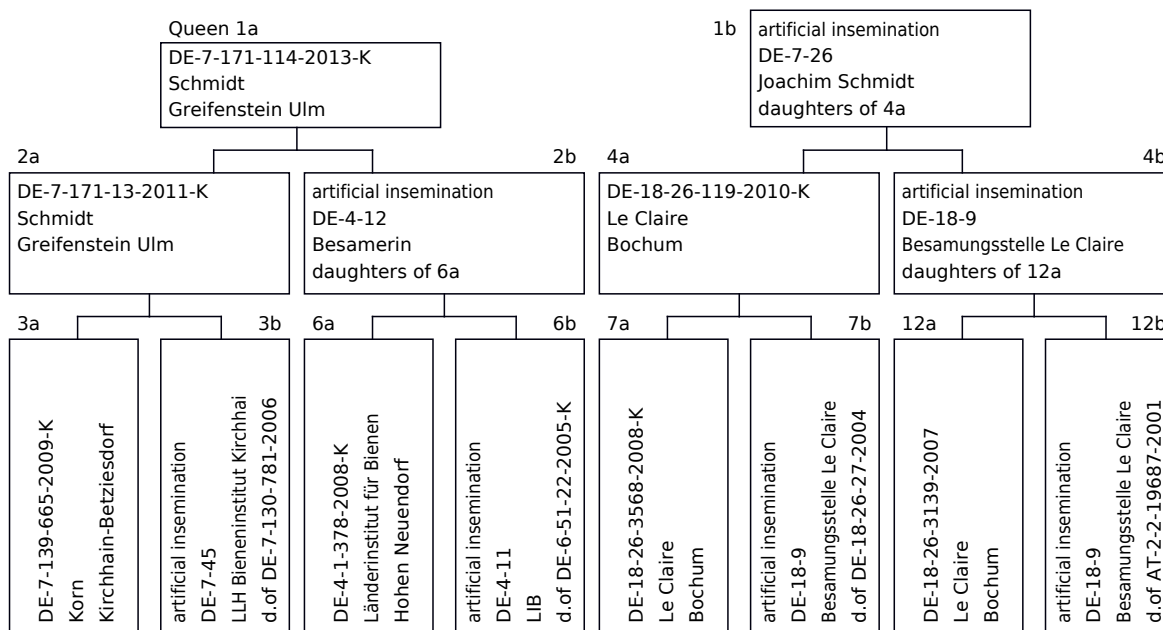 Queen 1a
DE-7-171-114-2013-K
Schmidt
Greifenstein Ulm
1b
artificial insemination
DE-7-26
Joachim Schmidt
daughters of 4a
2a
DE-7-171-13-2011-K
Schmidt
Greifenstein Ulm
2b
artificial insemination
DE-4-12
Besamerin
daughters of 6a
4a
DE-18-26-119-2010-K
Le Claire
Bochum
4b
artificial insemination
DE-18-9
Besamungsstelle Le Claire
daughters of 12a
3a
DE-7-139-665-2009-K
Korn
Kirchhain-Betziesdorf
3b
artificial insemination
DE-7-45
LLH Bieneninstitut Kirchhai
d.of DE-7-130-781-2006
6a
DE-4-1-378-2008-K
Länderinstitut für Bienen
Hohen Neuendorf
6b
artificial insemination
DE-4-11
LIB
d.of DE-6-51-22-2005-K
7a
DE-18-26-3568-2008-K
Le Claire
Bochum
7b
artificial insemination
DE-18-9
Besamungsstelle Le Claire
d.of DE-18-26-27-2004
12a
DE-18-26-3139-2007
Le Claire
Bochum
12b
artificial insemination
DE-18-9
Besamungsstelle Le Claire
d.of AT-2-2-19687-2001